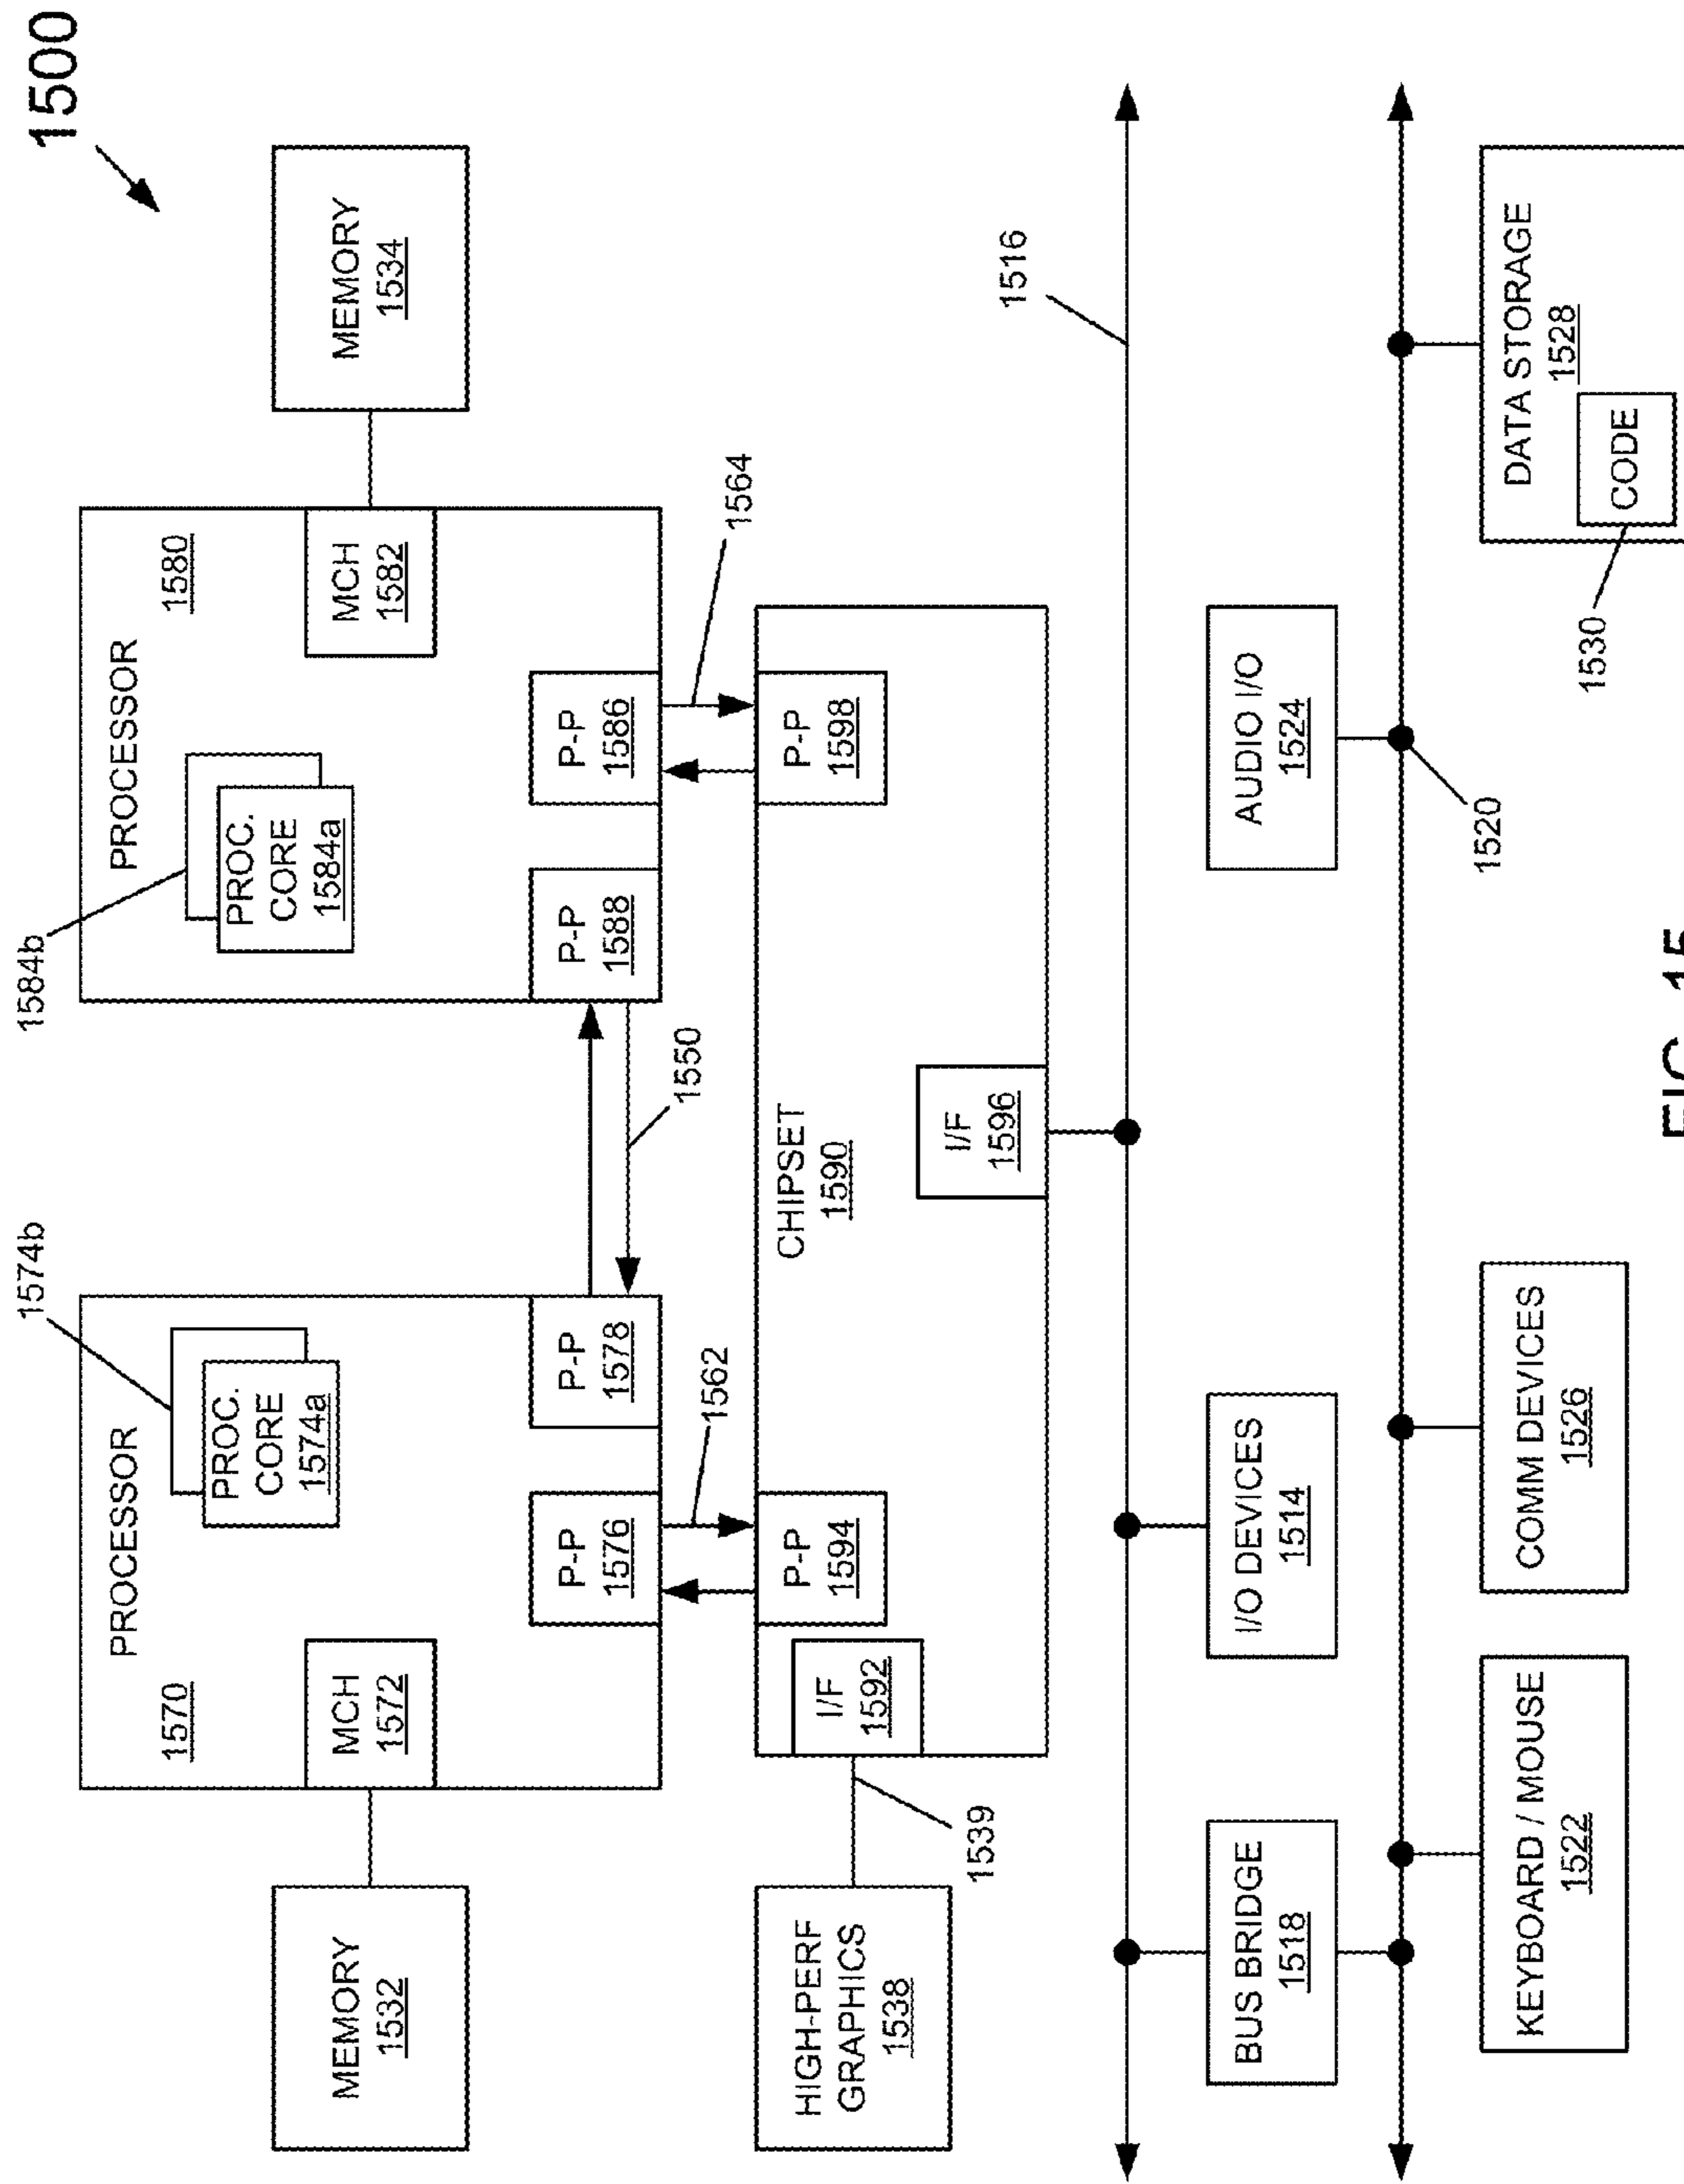 1500
1574b
1584b
PROCESSOR
1570
PROC.
CORE
1574a
MCH
1572
P-P
1576
P-P
1578
MEMORY
1532
PROCESSOR
1580
PROC.
CORE
1584a
MCH
1582
P-P
1588
P-P
1586
MEMORY
1534
1550
1562
1564
HIGH-PERF
GRAPHICS
1538
1539
I/F
1592
P-P
1594
CHIPSET
1590
P-P
1598
I/F
1596
1516
BUS BRIDGE
1518
I/O DEVICES
1514
AUDIO I/O
1524
1520
KEYBOARD / MOUSE
1522
COMM DEVICES
1526
DATA STORAGE
1528
CODE
1530
FIG. 15